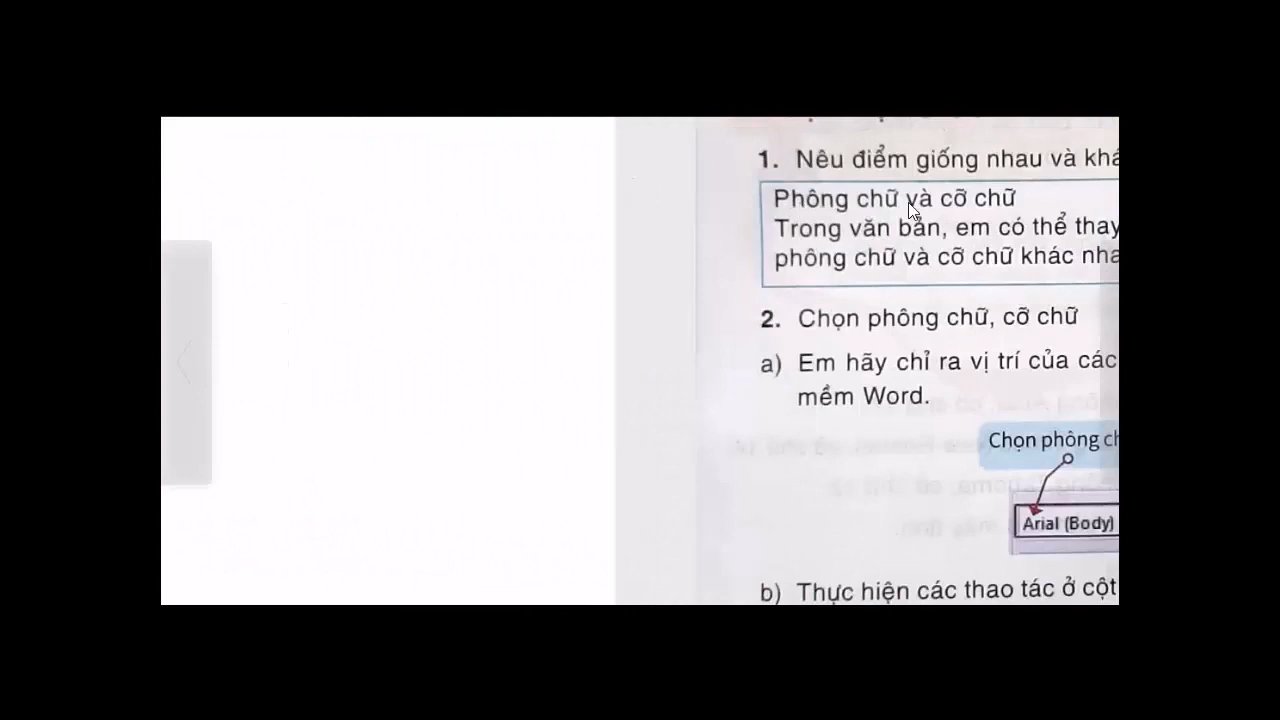 1. Nêu điểm giống nhau và khá
Phông chữ và cỡ chữ
Trong văn bản, em có thể thay
phông chữ và cỡ chữ khác nha
2. Chọn phông chữ, cỡ chữ
a) Em hãy chỉ ra vị trí của các
mềm Word.
Chọn phông ch
Arial (Body)
b) Thực hiện các thao tác ở cột